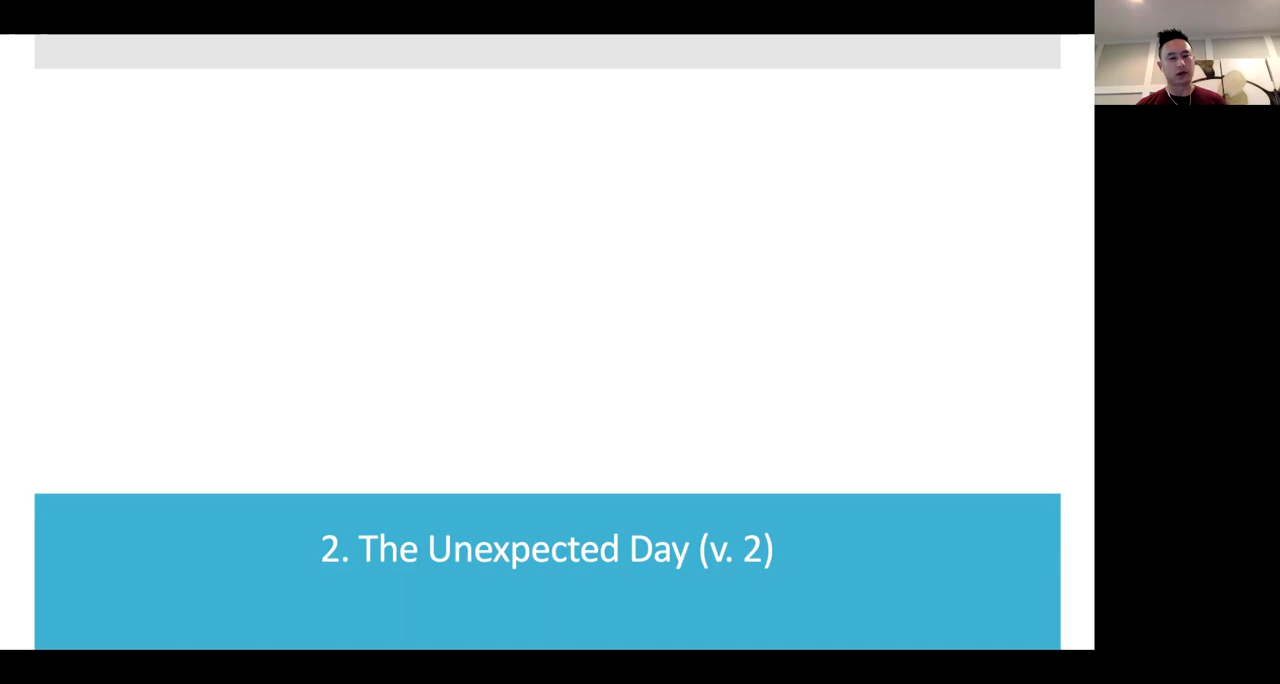 2. The Unexpected Day (v. 2)